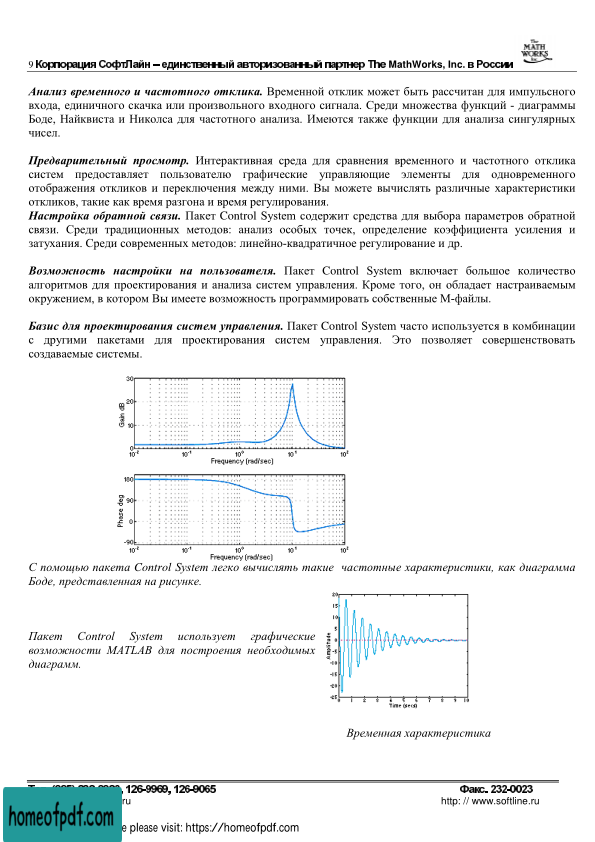 The
MATH
WORKS
Inc.
9 Корпорация СофтЛайн – единственный авторизованный партнер The MathWorks, Inc. в России
Анализ временного и частотного отклика. Временной отклик может быть рассчитан для импульсного
входа, единичного скачка или произвольного входного сигнала. Среди множества функций - диаграммы
Боде, Найквиста и Николса для частотного анализа. Имеются также функции для анализа сингулярных
чисел.
Предварительный просмотр. Интерактивная среда для сравнения временного и частотного отклика
систем предоставляет пользователю графические управляющие элементы для одновременного
отображения откликов и переключения между ними. Вы можете вычислять различные характеристики
откликов, такие как время разгона и время регулирования.
Настройка обратной связи. Пакет Control System содержит средства для выбора параметров обратной
связи. Среди традиционных методов: анализ особых точек, определение коэффициента усиления и
затухания. Среди современных методов: линейно-квадратичное регулирование и др.
Возможность настройки на пользователя. Пакет Control System включает большое количество
алгоритмов для проектирования и анализа систем управления. Кроме того, он обладает настраиваемым
окружением, в котором Вы имеете возможность программировать собственные М-файлы.
Базис для проектирования систем управления. Пакет Control System часто используется в комбинации
с другими пакетами для проектирования систем управления. Это позволяет совершенствовать
создаваемые системы.
30
20
10
0
Gain dB
10-2 10-1 100 10-1 102
Frequency (rad/sec)
180
90
0
-90
Phase deg
10-2 10-1 100 10-1 102
Frequency (rad/sec)
С помощью пакета Control System легко вычислять такие частотные характеристики, как диаграмма
Боде, представленная на рисунке.
Пакет Control System использует графические
возможности MATLAB для построения необходимых
диаграмм.
20
15
10
5
0
-5
-10
-15
-20
-25
Amplitude
0 1 2 3 4 5 6 7 8 9 10
Time (secs)
Временная характеристика
126-9969, 126-9065 Факс. 232-0023
ru http: // www.softline.ru
homeofpdf.com
please visit: https://homeofpdf.com